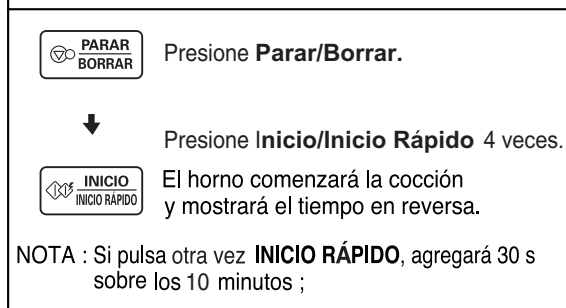 PARAR
BORRAR
Presione Parar/Borrar.
Presione Inicio/Inicio Rápido 4 veces.
INICIO
INICIO RÁPIDO
El horno comenzará la cocción
y mostrará el tiempo en reversa.
NOTA : Si pulsa otra vez INICIO RÁPIDO, agregará 30 s
sobre los 10 minutos ;